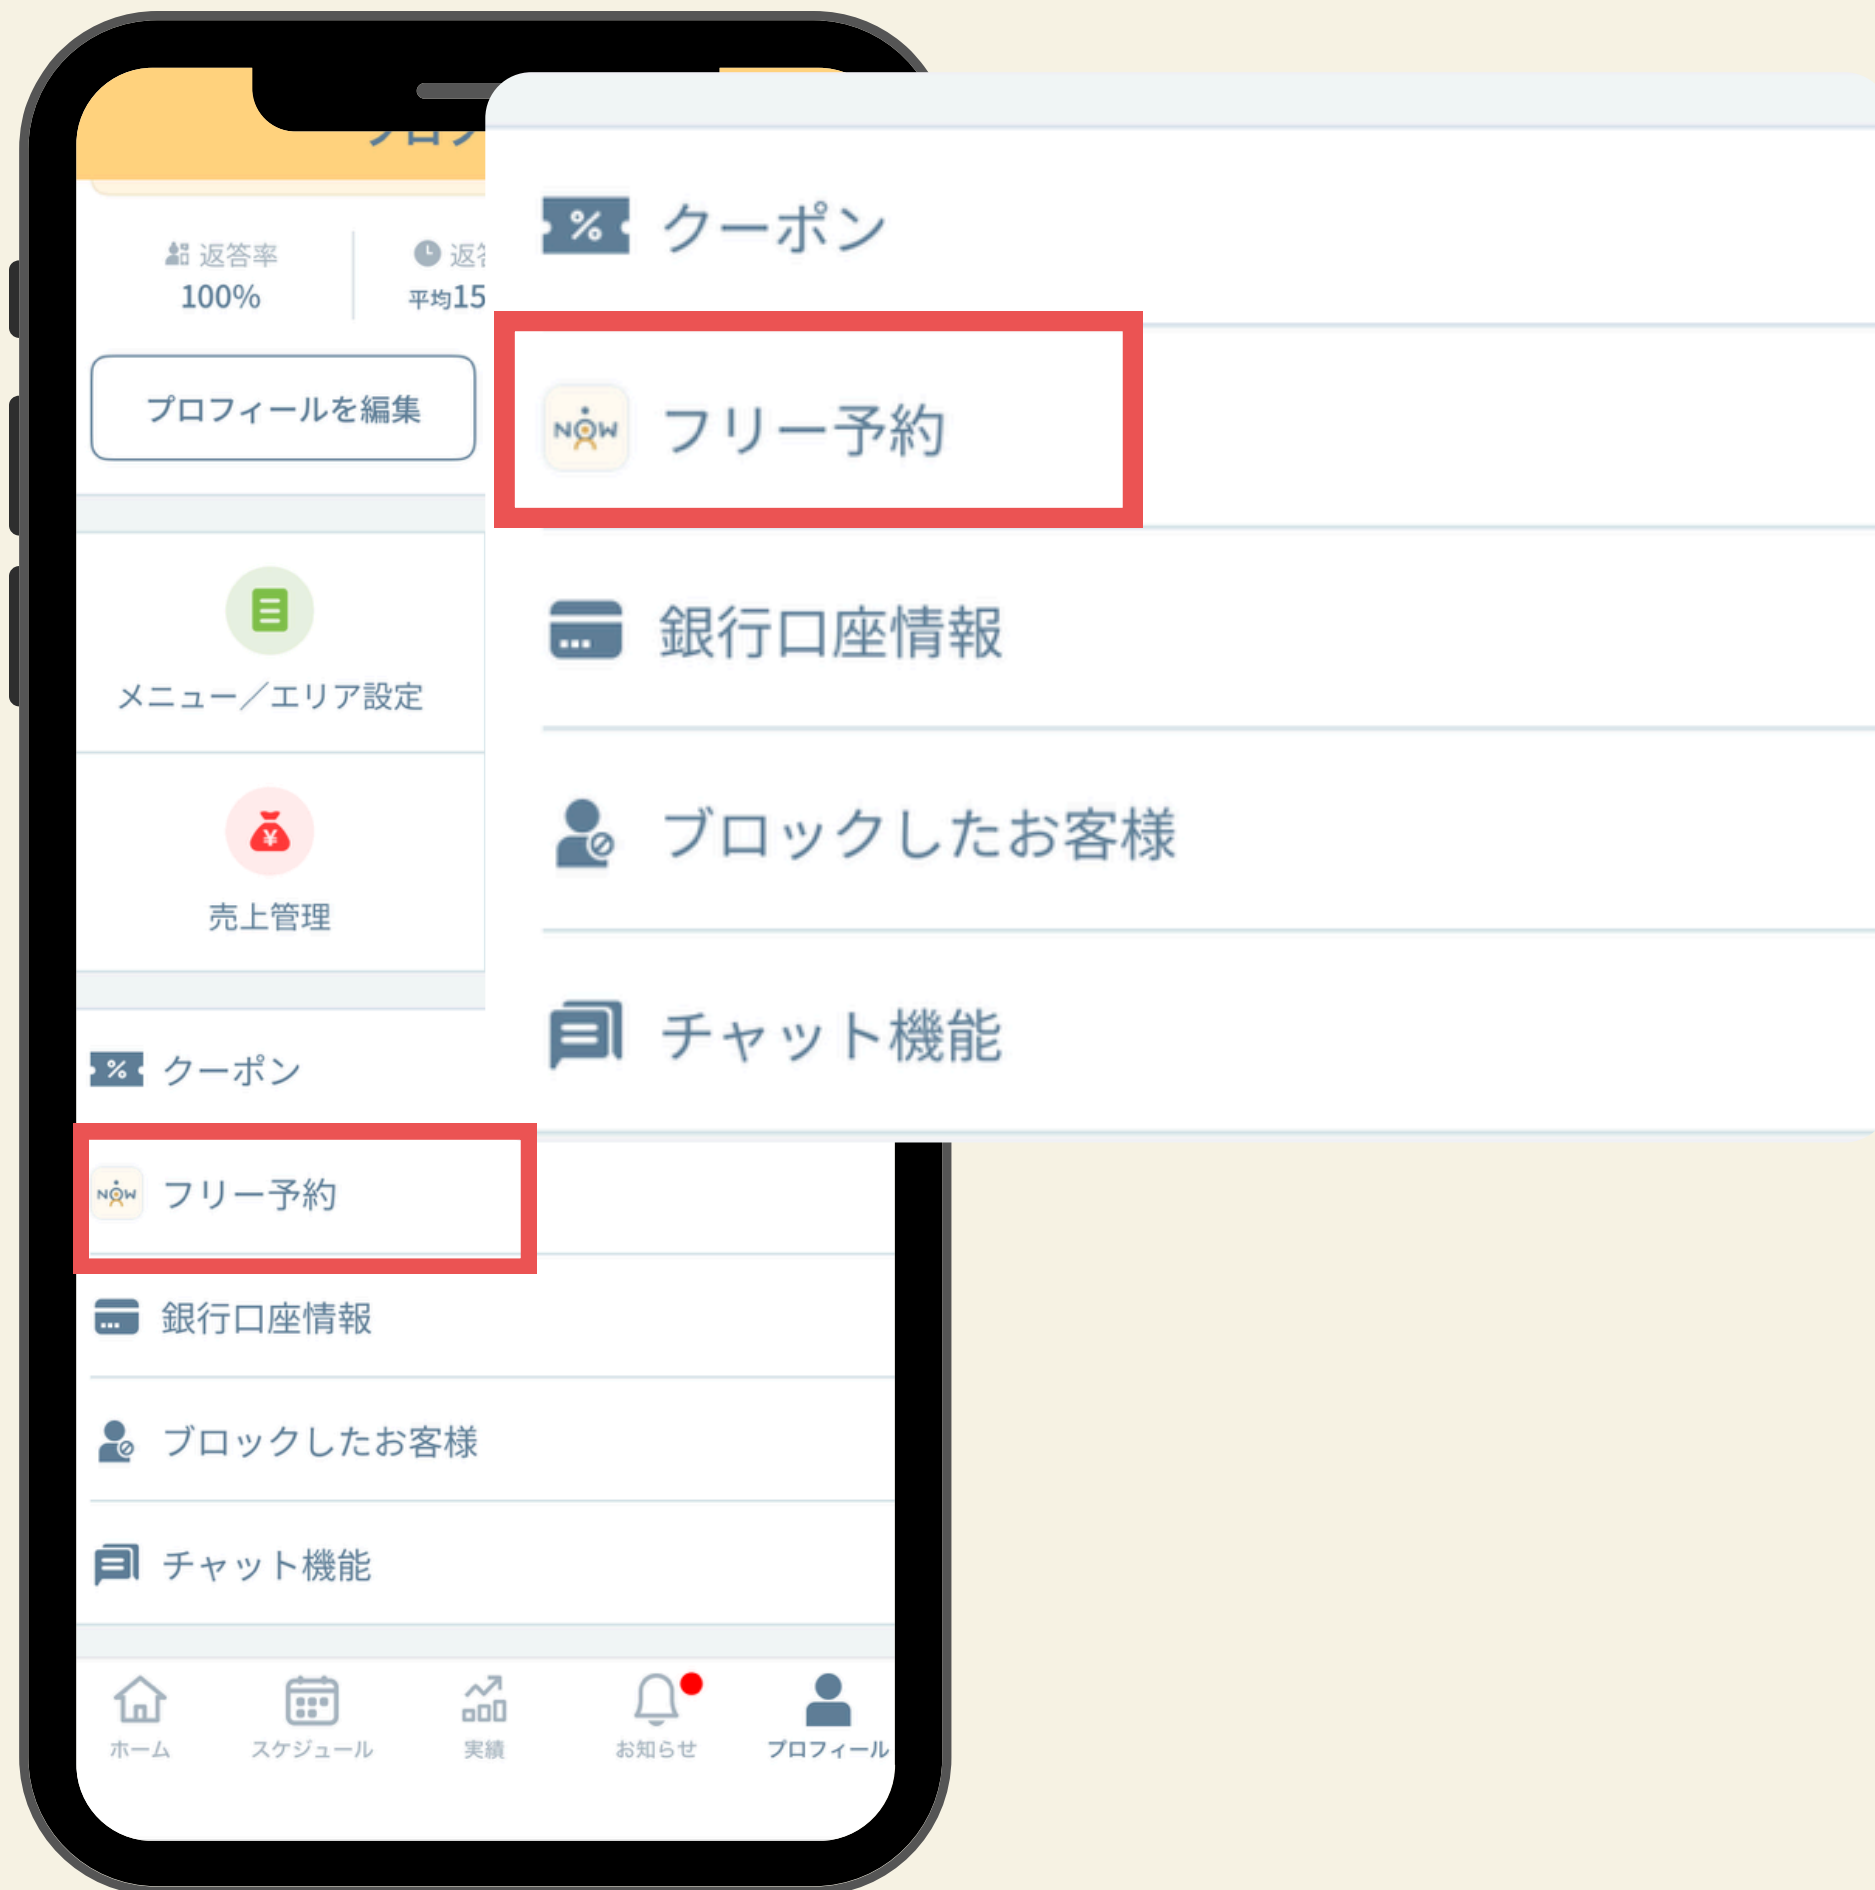 返答率
100%
平均15
プロフィールを編集
メニュー／エリア設定
売上管理
クーポン
NOW フリー予約
銀行口座情報
ブロックしたお客様
チャット機能
ホーム
スケジュール
実績
お知らせ
プロフィール
クーポン
NOW フリー予約
銀行口座情報
ブロックしたお客様
チャット機能